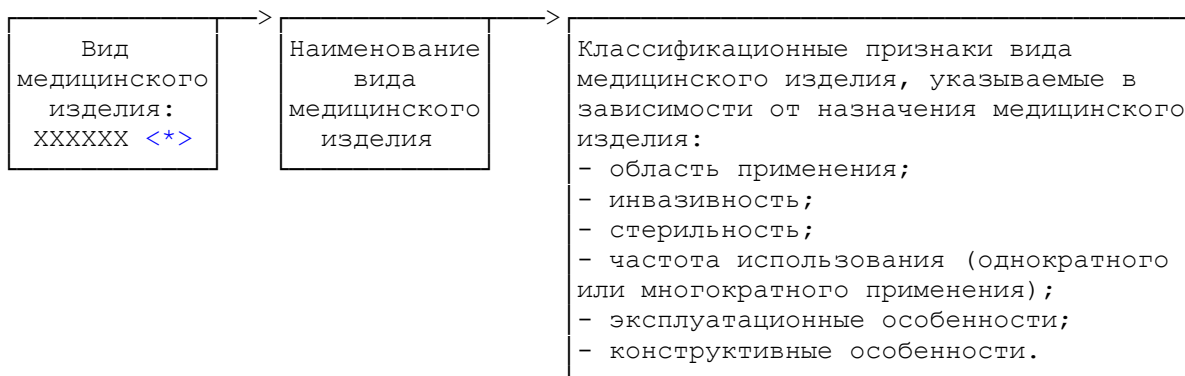 Вид
медицинского
изделия:
XXXXXX <*>
Наименование
вида
медицинского
изделия
Классификационные признаки вида
медицинского изделия, указываемые в
зависимости от назначения медицинского
изделия:
- область применения;
- инвазивность;
- стерильность;
- частота использования (однократного
или многократного применения);
- эксплуатационные особенности;
- конструктивные особенности.